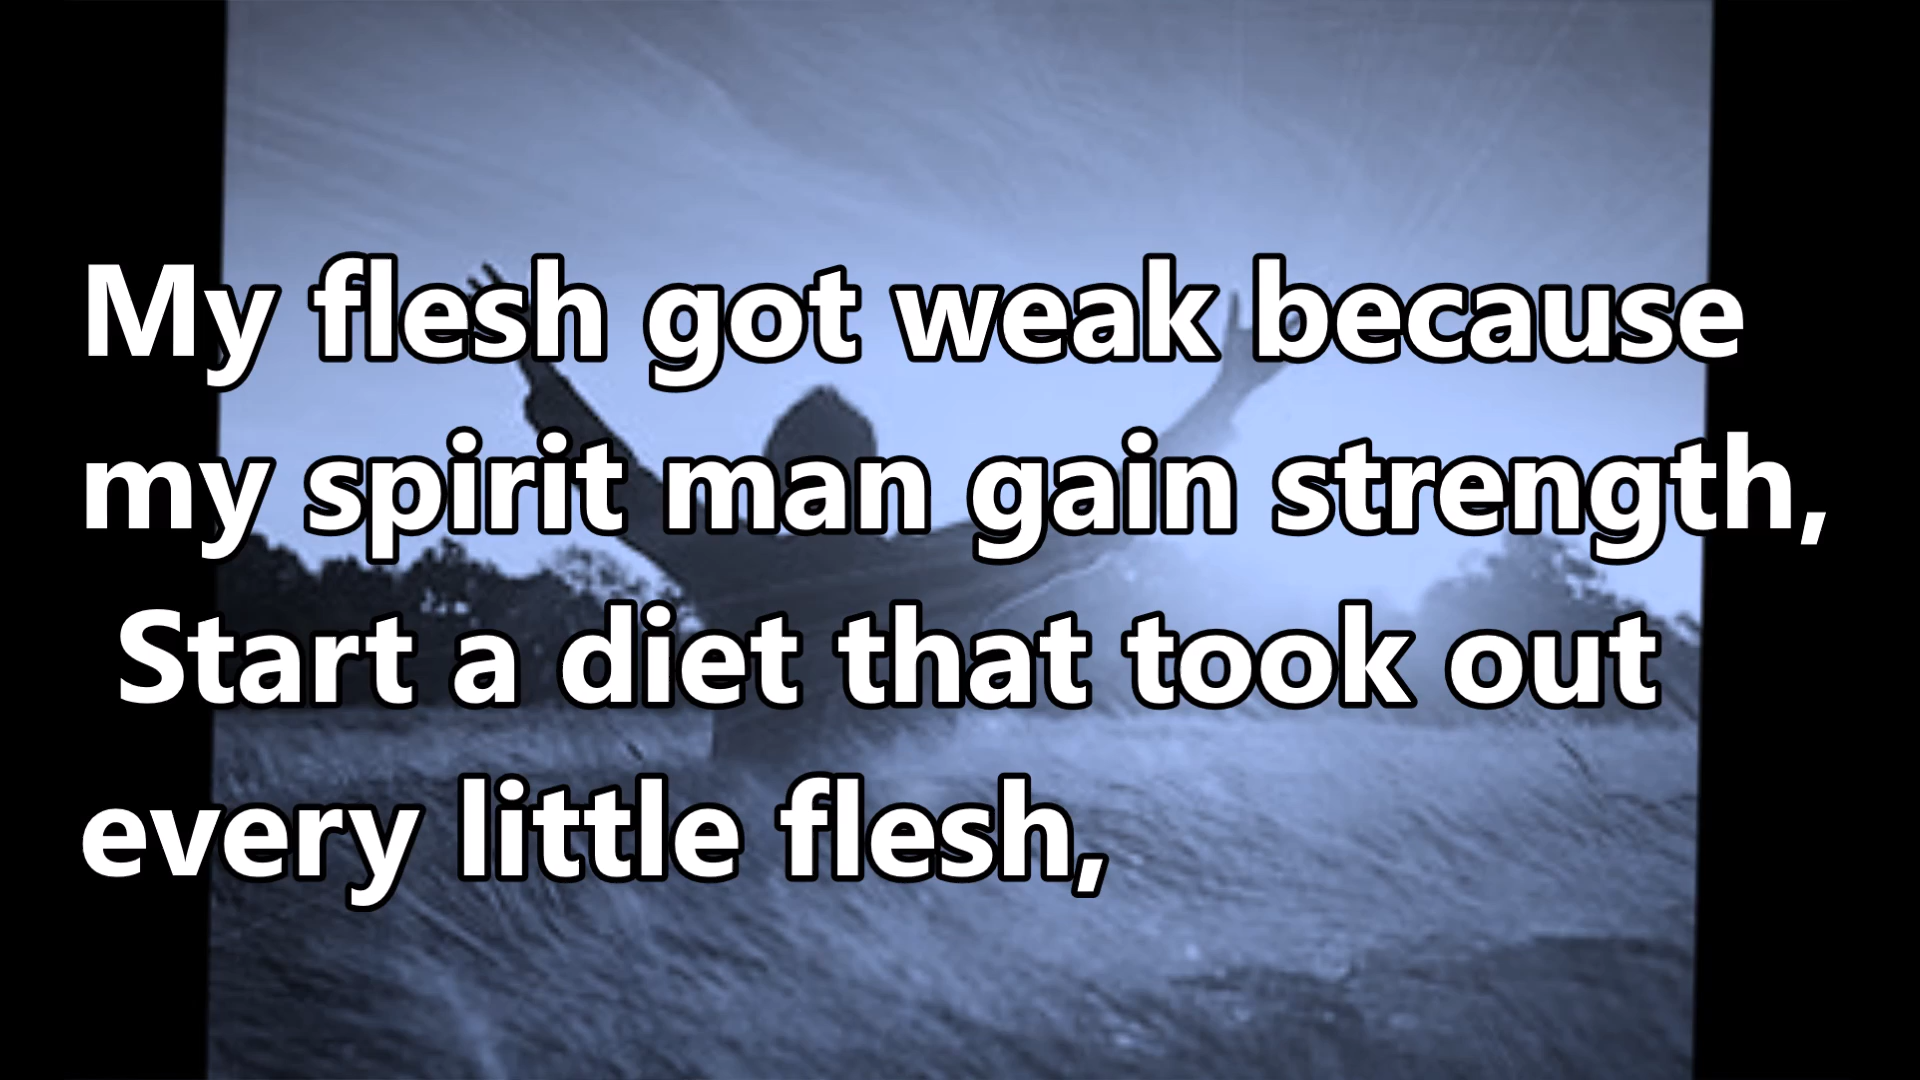 My flesh got weak because
my spirit man gain strength,
Start a diet that took out
every little flesh,